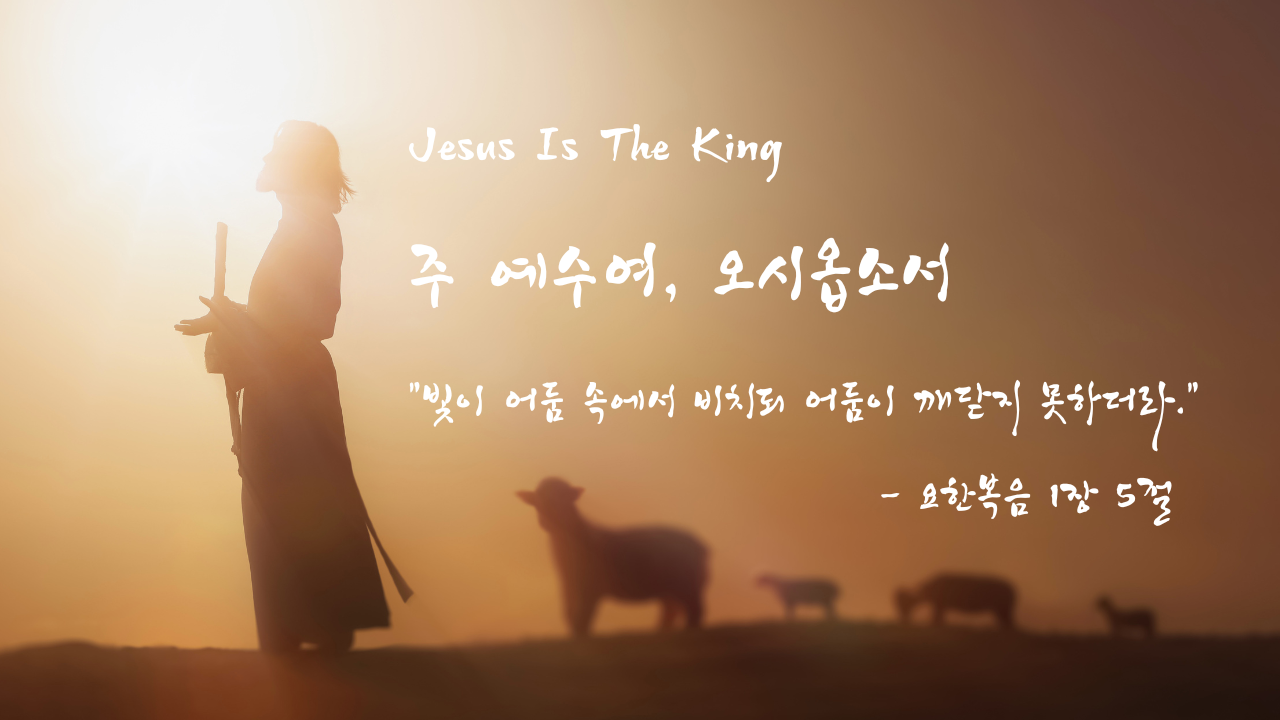 Jesus Is The King
주 예수여, 오시옵소서
"빛이 어둠 속에서 비치되 어둠이 깨닫지 못하더라."
- 요한복음 1장 5절